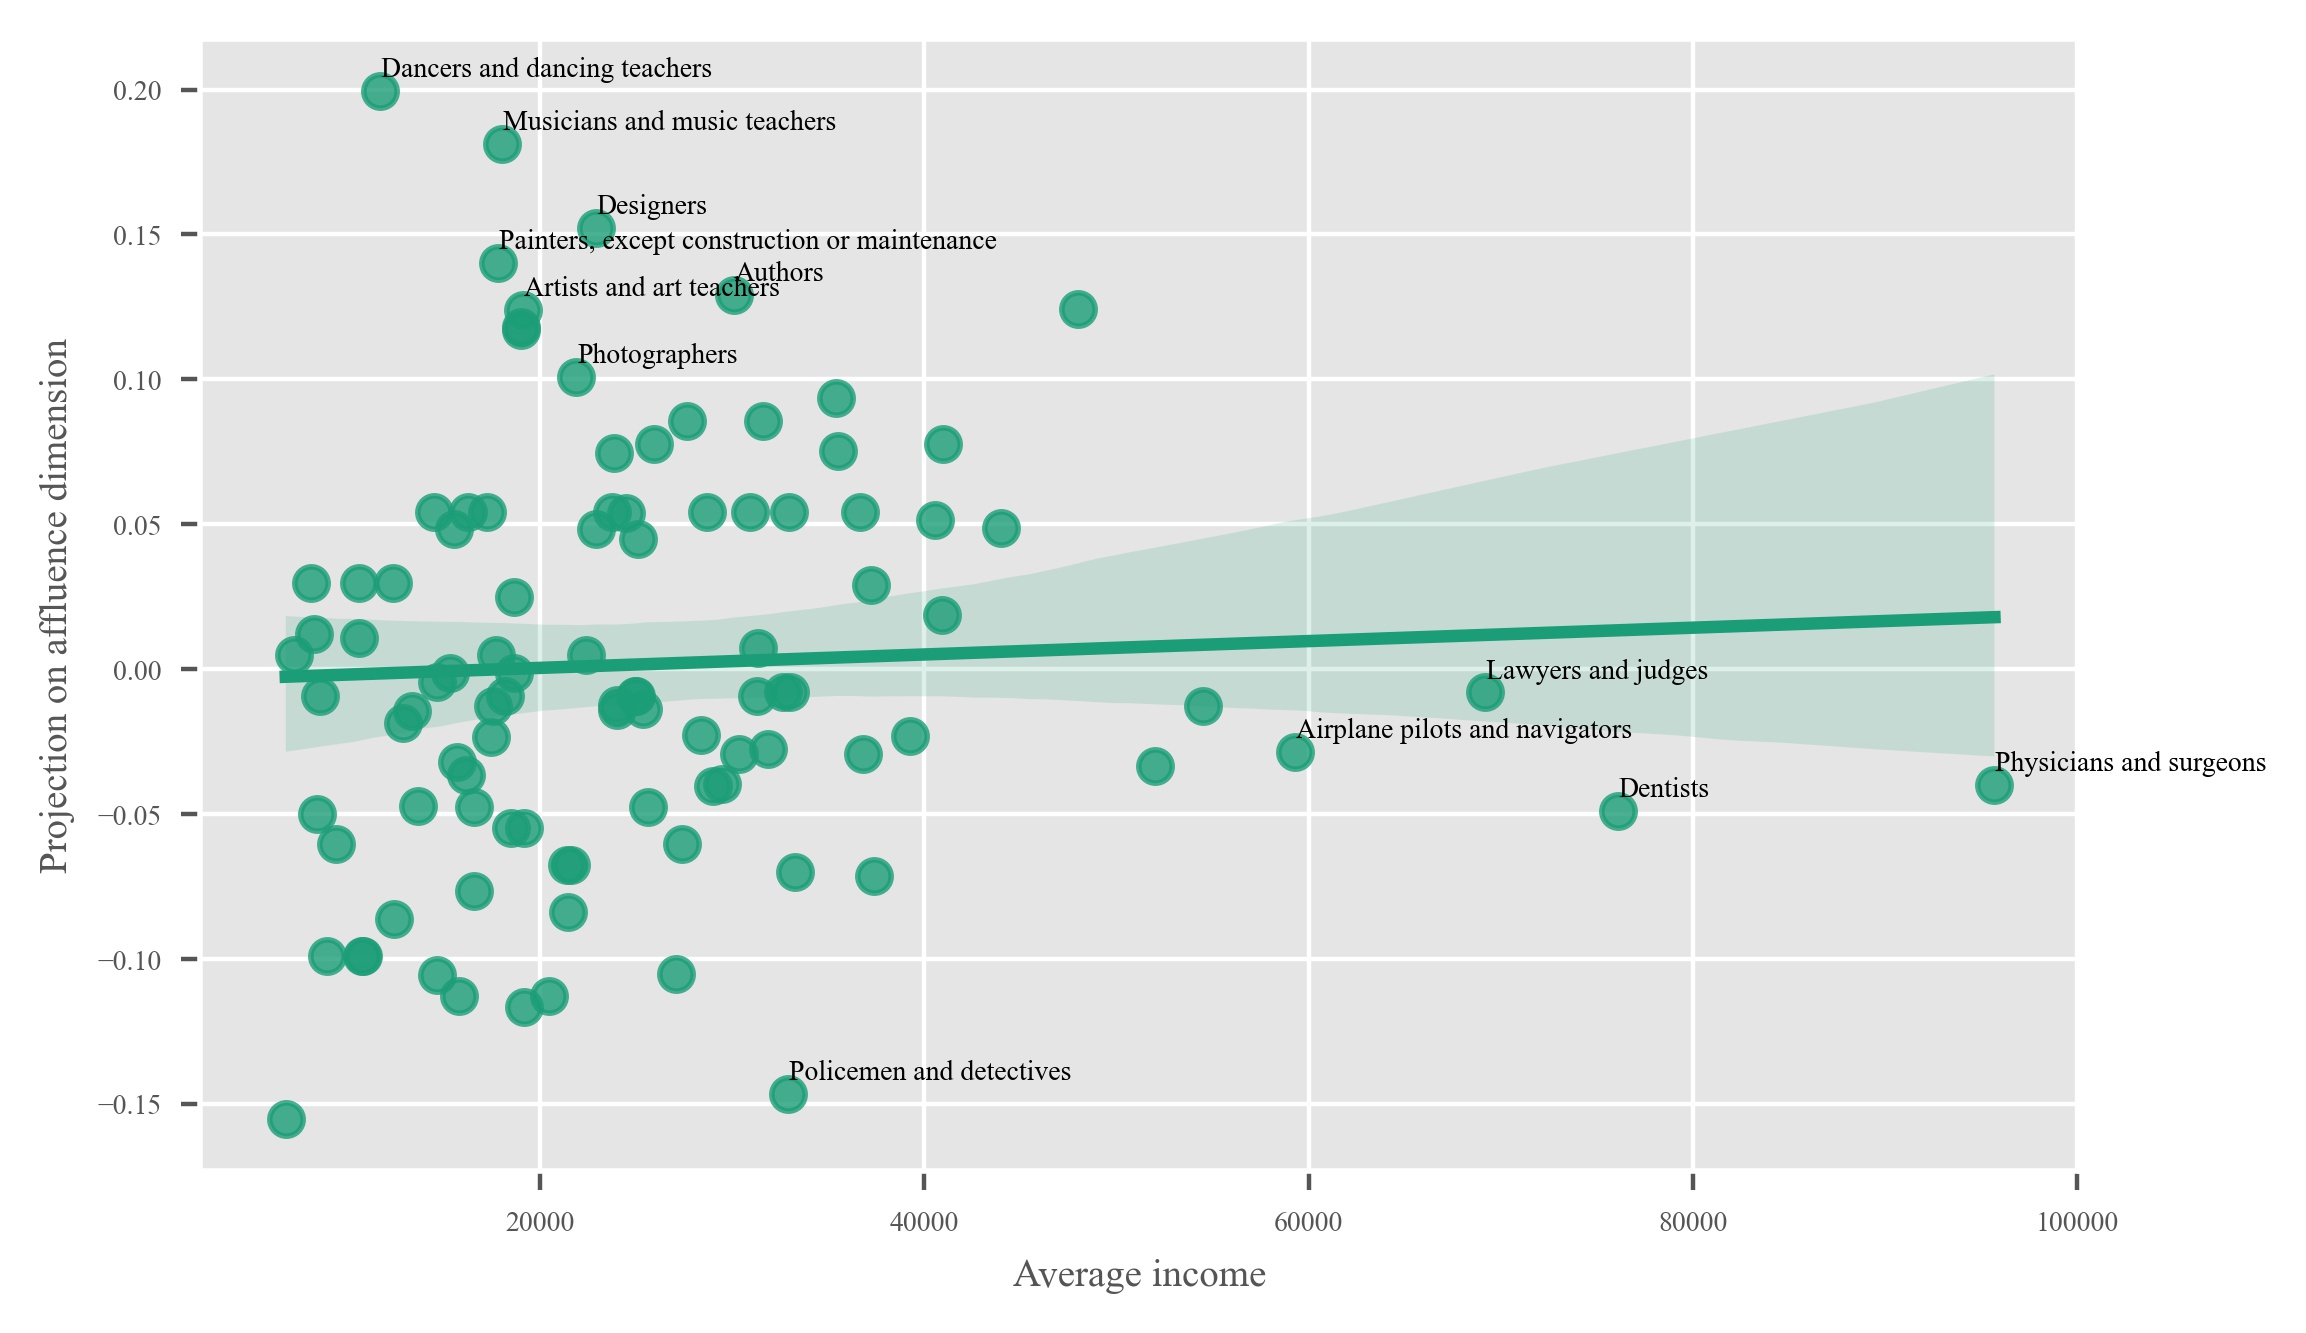 Dancers and dancing teachers
0.20
Musicians and music teachers
Designers
0.15
Painters, except construction or maintenance
Authors
Artists and art teachers
Photographers
0.10
0.05
0.00
Lawyers and judges
Airplane pilots and navigators
Physicians and surgeons
Dentists
−0.05
−0.10
Policemen and detectives
−0.15
Projection on affluence dimension
20000 40000 60000 80000 100000
Average income